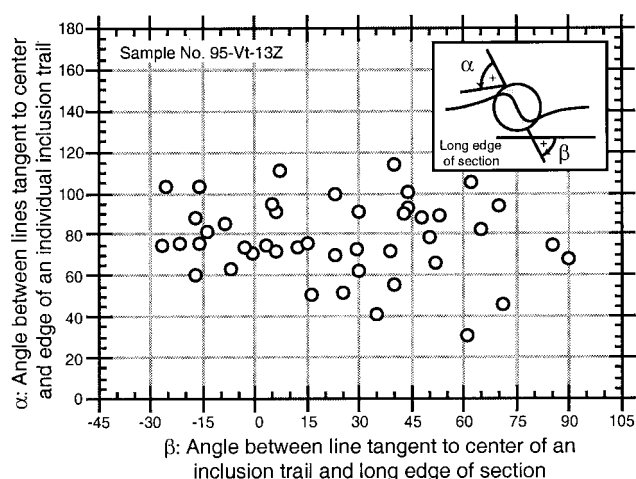 α: Angle between lines tangent to center
and edge of an individual inclusion trail
180
160
140
120
100
80
60
40
20
0
Sample No. 95-Vt-13Z
α
+
Long edge
of section
+
β
-45 -30 -15 0 15 30 45 60 75 90 105
β: Angle between line tangent to center of an
inclusion trail and long edge of section